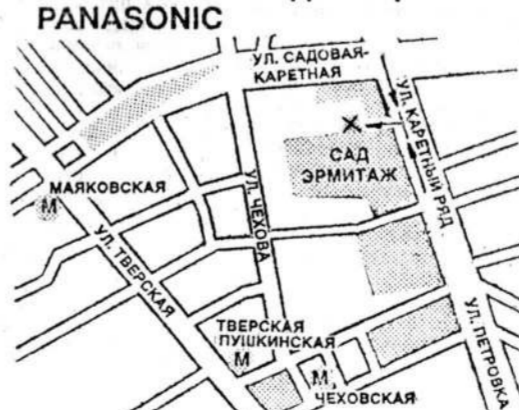 PANASONIC
УЛ. САДОВАЯ-
КАРЕТНАЯ
УЛ. КАРЕТНЫЙ РЯД
САД
ЭРМИТАЖ
МАЯКОВСКАЯ
М
УЛ. ЧЕХОВА
УЛ. ТВЕРСКАЯ
ТВЕРСКАЯ
ПУШКИНСКАЯ
М
М
ЧЕХОВСКАЯ
УЛ. ПЕТРОВКА